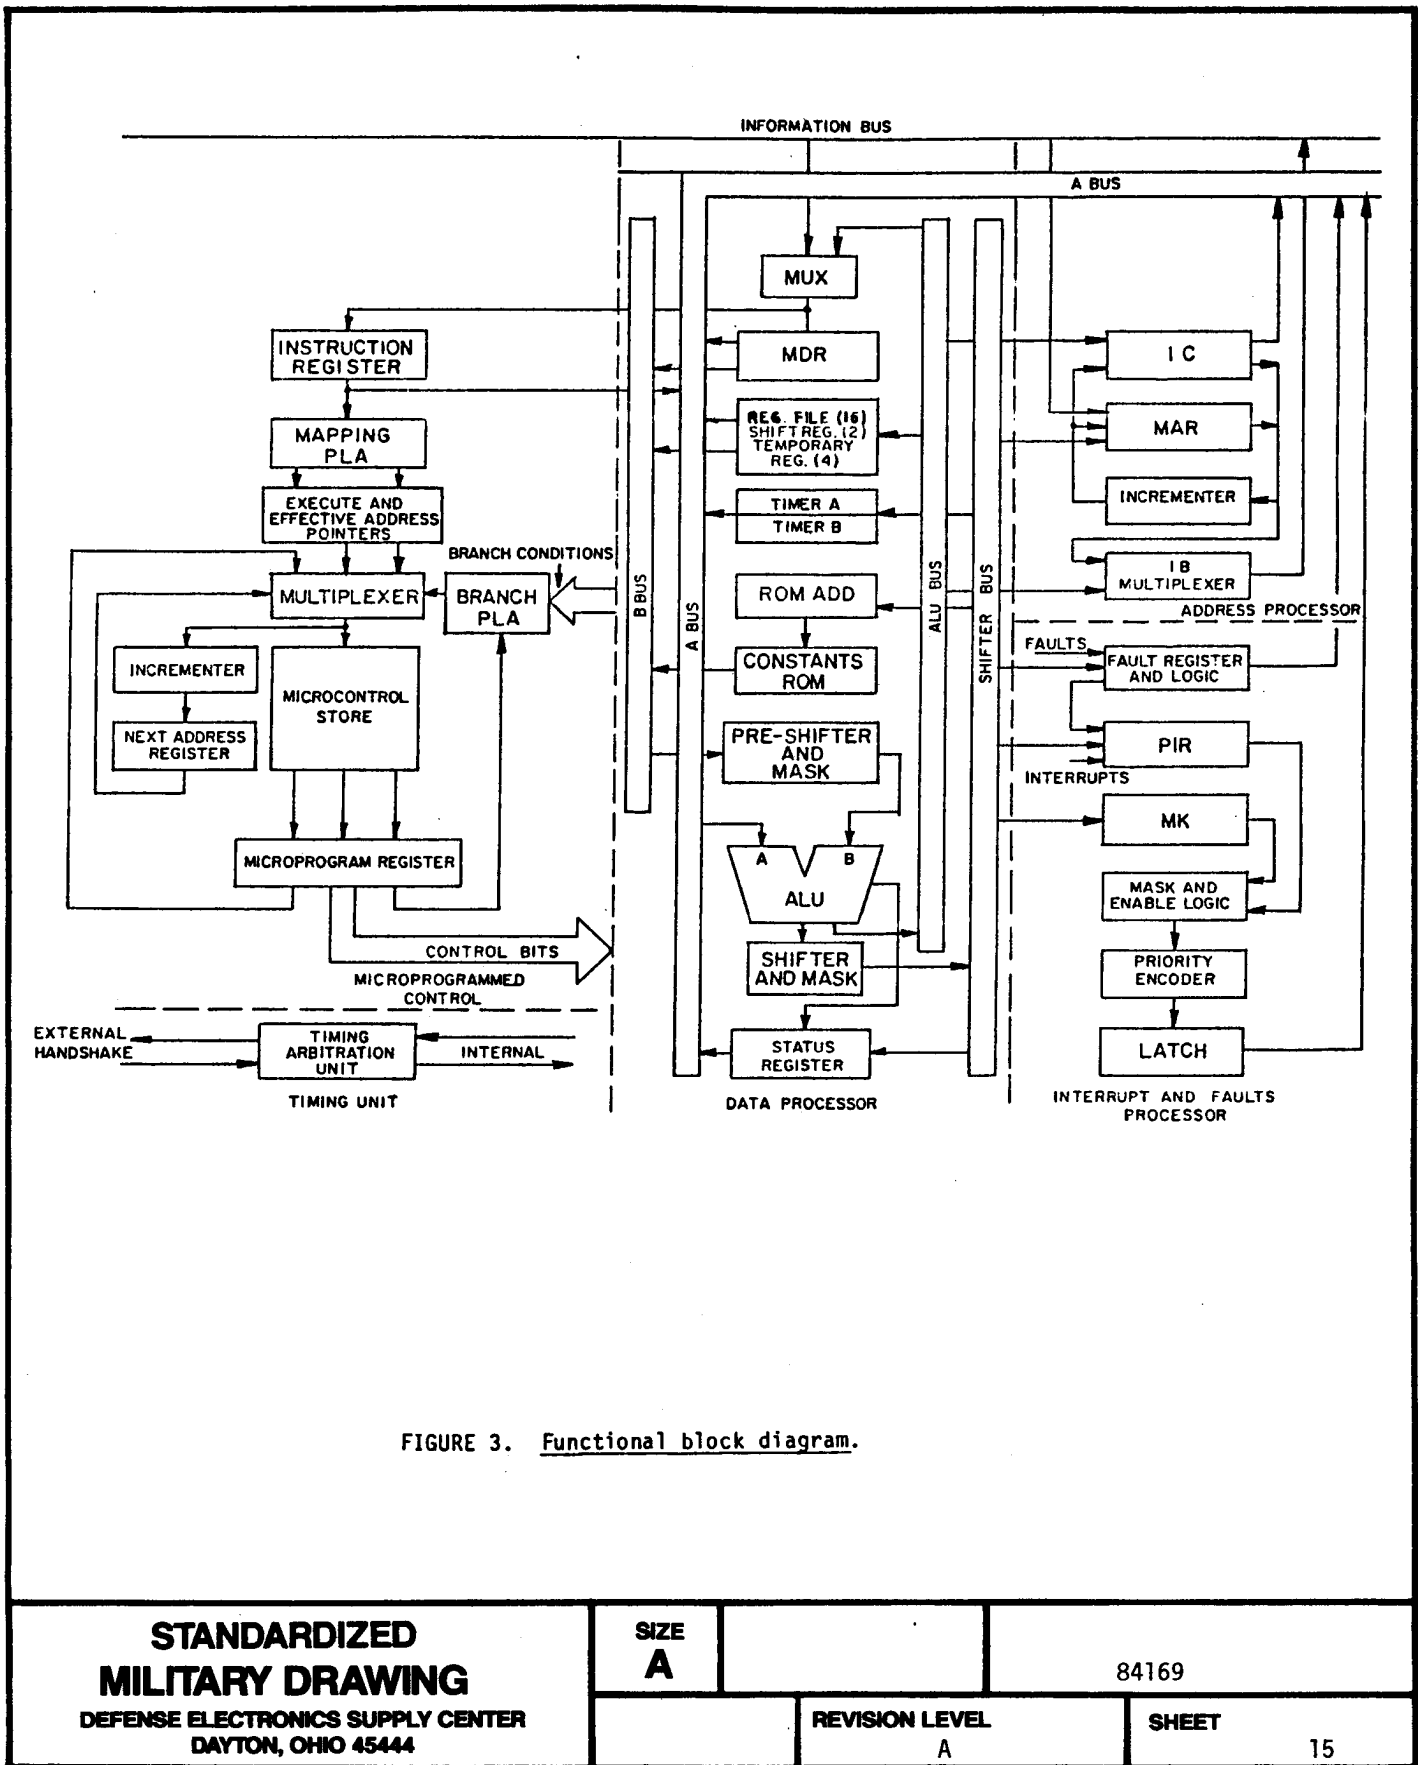 INFORMATION BUS
A BUS
MUX
INSTRUCTION
REGISTER
MDR
I C
MAPPING
PLA
REG. FILE (16)
SHIFT REG. (2)
TEMPORARY
REG. (4)
MAR
EXECUTE AND
EFFECTIVE ADDRESS
POINTERS
TIMER A
TIMER B
INCREMENTER
BRANCH CONDITIONS
MULTIPLEXER
BRANCH
PLA
B BUS
A BUS
ROM ADD
ALU BUS
SHIFTER BUS
I B
MULTIPLEXER
ADDRESS PROCESSOR
INCREMENTER
MICROCONTROL
STORE
CONSTANTS
ROM
FAULTS
FAULT REGISTER
AND LOGIC
NEXT ADDRESS
REGISTER
PRE-SHIFTER
AND
MASK
PIR
INTERRUPTS
MK
MICROPROGRAM REGISTER
A
B
ALU
MASK AND
ENABLE LOGIC
CONTROL BITS
SHIFTER
AND MASK
PRIORITY
ENCODER
MICROPROGRAMMED
CONTROL
EXTERNAL
HANDSHAKE
TIMING
ARBITRATION
UNIT
INTERNAL
STATUS
REGISTER
LATCH
TIMING UNIT
DATA PROCESSOR
INTERRUPT AND FAULTS
PROCESSOR
FIGURE 3. Functional block diagram.
STANDARDIZED
MILITARY DRAWING
DEFENSE ELECTRONICS SUPPLY CENTER
DAYTON, OHIO 45444
SIZE
A
84169
REVISION LEVEL
A
SHEET
15